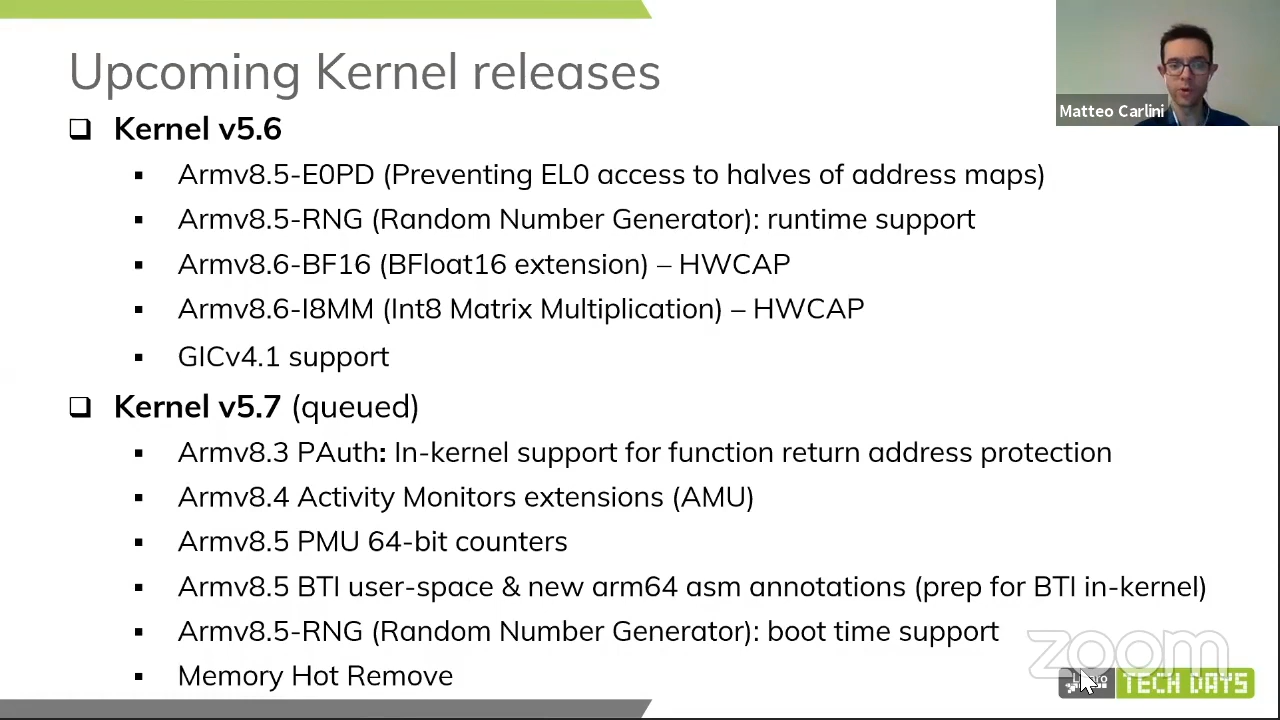 Upcoming Kernel releases
Matteo Carlini
Kernel v5.6
Armv8.5-E0PD (Preventing EL0 access to halves of address maps)
Armv8.5-RNG (Random Number Generator): runtime support
Armv8.6-BF16 (BFloat16 extension) – HWCAP
Armv8.6-I8MM (Int8 Matrix Multiplication) – HWCAP
GICv4.1 support
Kernel v5.7 (queued)
Armv8.3 PAuth: In-kernel support for function return address protection
Armv8.4 Activity Monitors extensions (AMU)
Armv8.5 PMU 64-bit counters
Armv8.5 BTI user-space & new arm64 asm annotations (prep for BTI in-kernel)
Armv8.5-RNG (Random Number Generator): boot time support
Memory Hot Remove
zoom
TECH DAYS